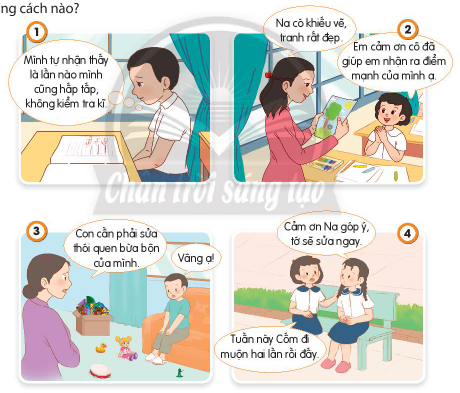 ng cách nào?
1
Mình tự nhận thấy
là lần nào mình
cũng hấp tấp,
không kiểm tra kĩ.
2
Na có khiếu vẽ,
tranh rất đẹp.
Em cảm ơn cô đã
giúp em nhận ra điểm
mạnh của mình ạ.
Chân trời sáng tạo
3
Con cần phải sửa
thói quen bừa bộn
của mình.
Vâng ạ!
4
Cảm ơn Na góp ý,
tớ sẽ sửa ngay.
Tuần này Cốm đi
muộn hai lần rồi đấy.